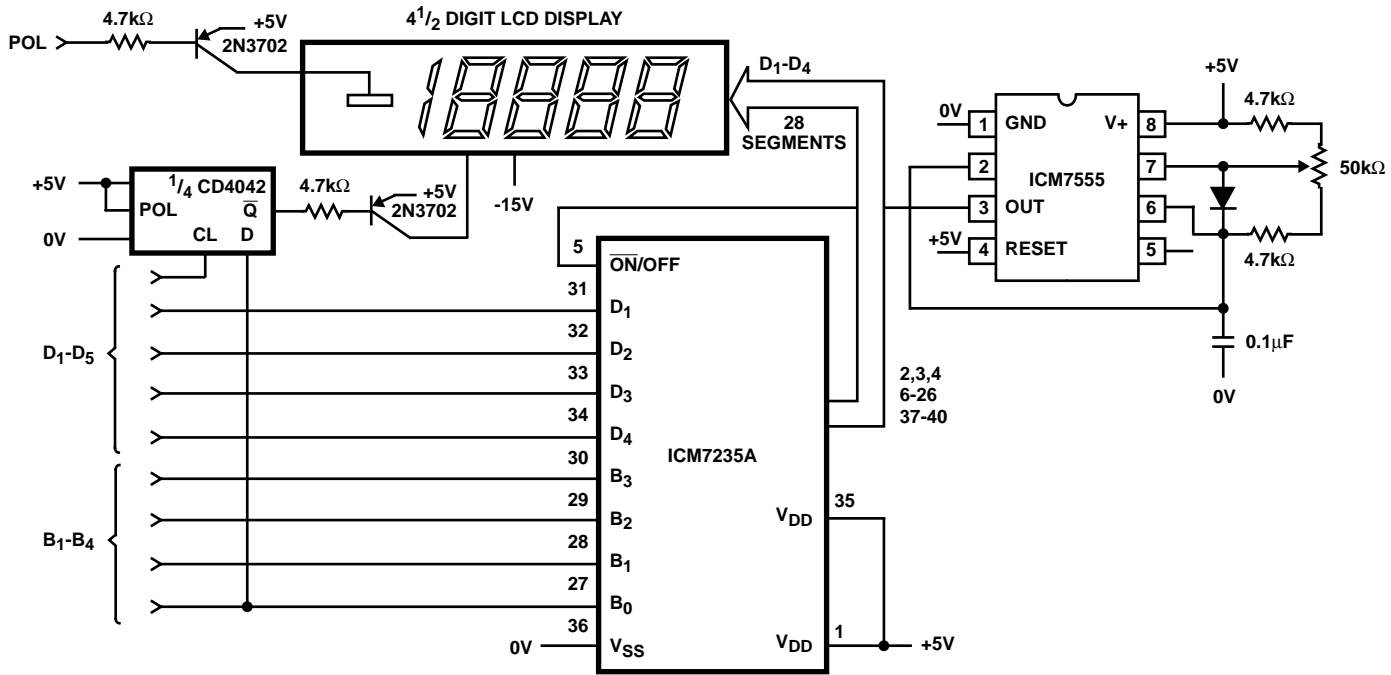 4 1/2 DIGIT LCD DISPLAY
POL
4.7kΩ
+5V
2N3702
D1-D4
28
SEGMENTS
-15V
+5V
0V
1/4 CD4042
POL
Q̅
CL
D
4.7kΩ
+5V
2N3702
0V
+5V
1
GND
2
3
OUT
4
RESET
ICM7555
V+
8
7
6
5
+5V
4.7kΩ
50kΩ
4.7kΩ
0.1µF
0V
D1-D5
B1-B4
5
O̅N̅/OFF
31
D1
32
D2
33
D3
34
D4
30
B3
29
B2
28
B1
27
B0
36
0V
VSS
ICM7235A
2,3,4
6-26
37-40
35
VDD
1
VDD
+5V